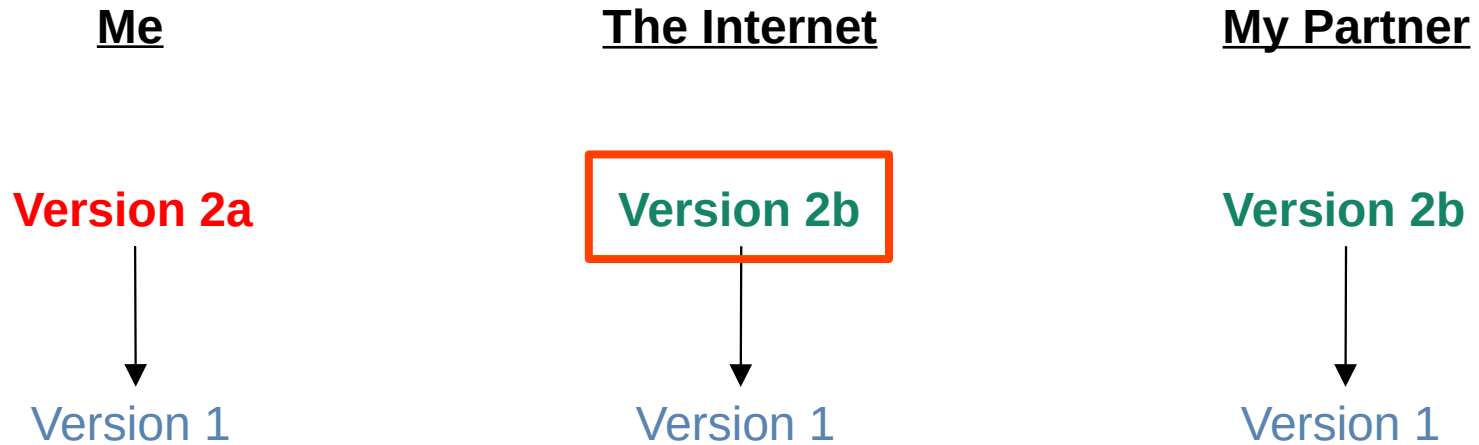 Me
The Internet
My Partner
Version 2a
Version 2b
Version 2b
Version 1
Version 1
Version 1